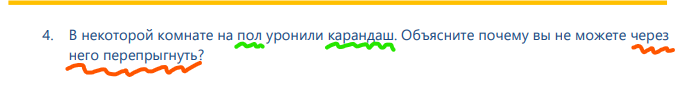 4. В некоторой комнате на пол уронили карандаш. Объясните почему вы не можете через
него перепрыгнуть?